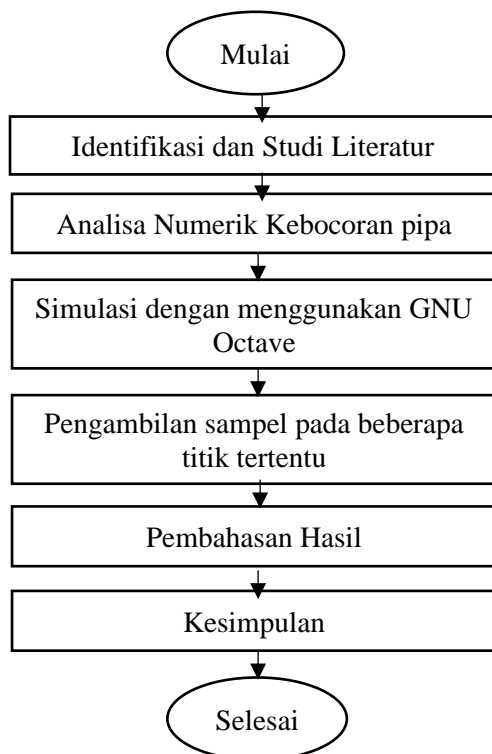 Mulai
Identifikasi dan Studi Literatur
Analisa Numerik Kebocoran pipa
Simulasi dengan menggunakan GNU
Octave
Pengambilan sampel pada beberapa
titik tertentu
Pembahasan Hasil
Kesimpulan
Selesai